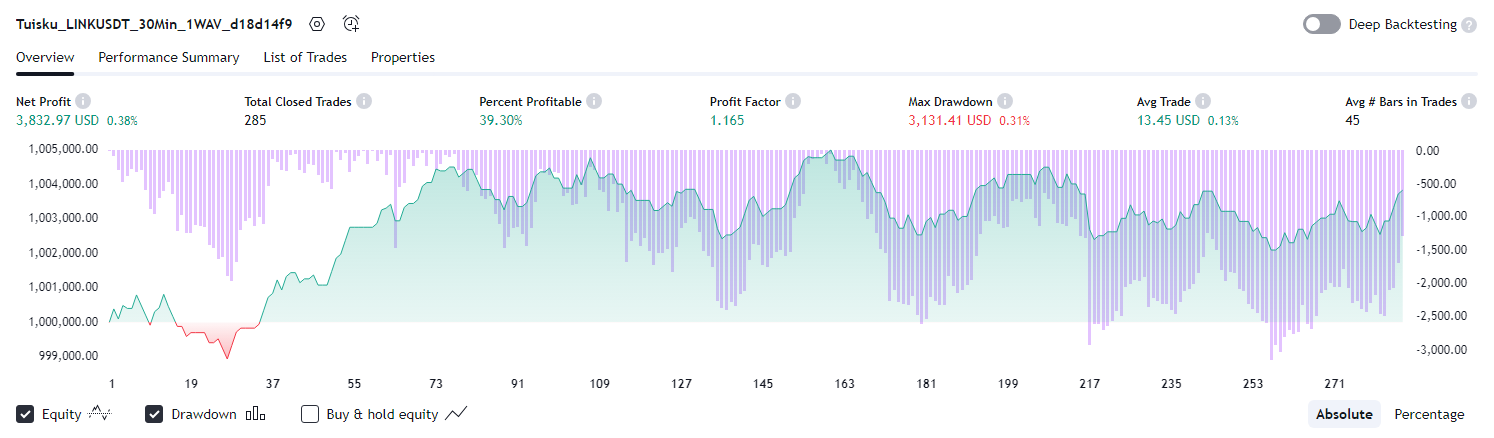 Tuisku_LINKUSDT_30Min_1WAV_d18d14f9
Deep Backtesting ?
Overview Performance Summary List of Trades Properties
Net Profit Total Closed Trades Percent Profitable Profit Factor Max Drawdown Avg Trade Avg # Bars in Trades
3,832.97 USD 0.38% 285 39.30% 1.165 3,131.41 USD 0.31% 13.45 USD 0.13% 45
1,005,000.00 0.00
1,004,000.00 -500.00
1,003,000.00 -1,000.00
1,002,000.00 -1,500.00
1,001,000.00 -2,000.00
1,000,000.00 -2,500.00
999,000.00 -3,000.00
1 19 37 55 73 91 109 127 145 163 181 199 217 235 253 271
Equity Drawdown Buy & hold equity Absolute Percentage